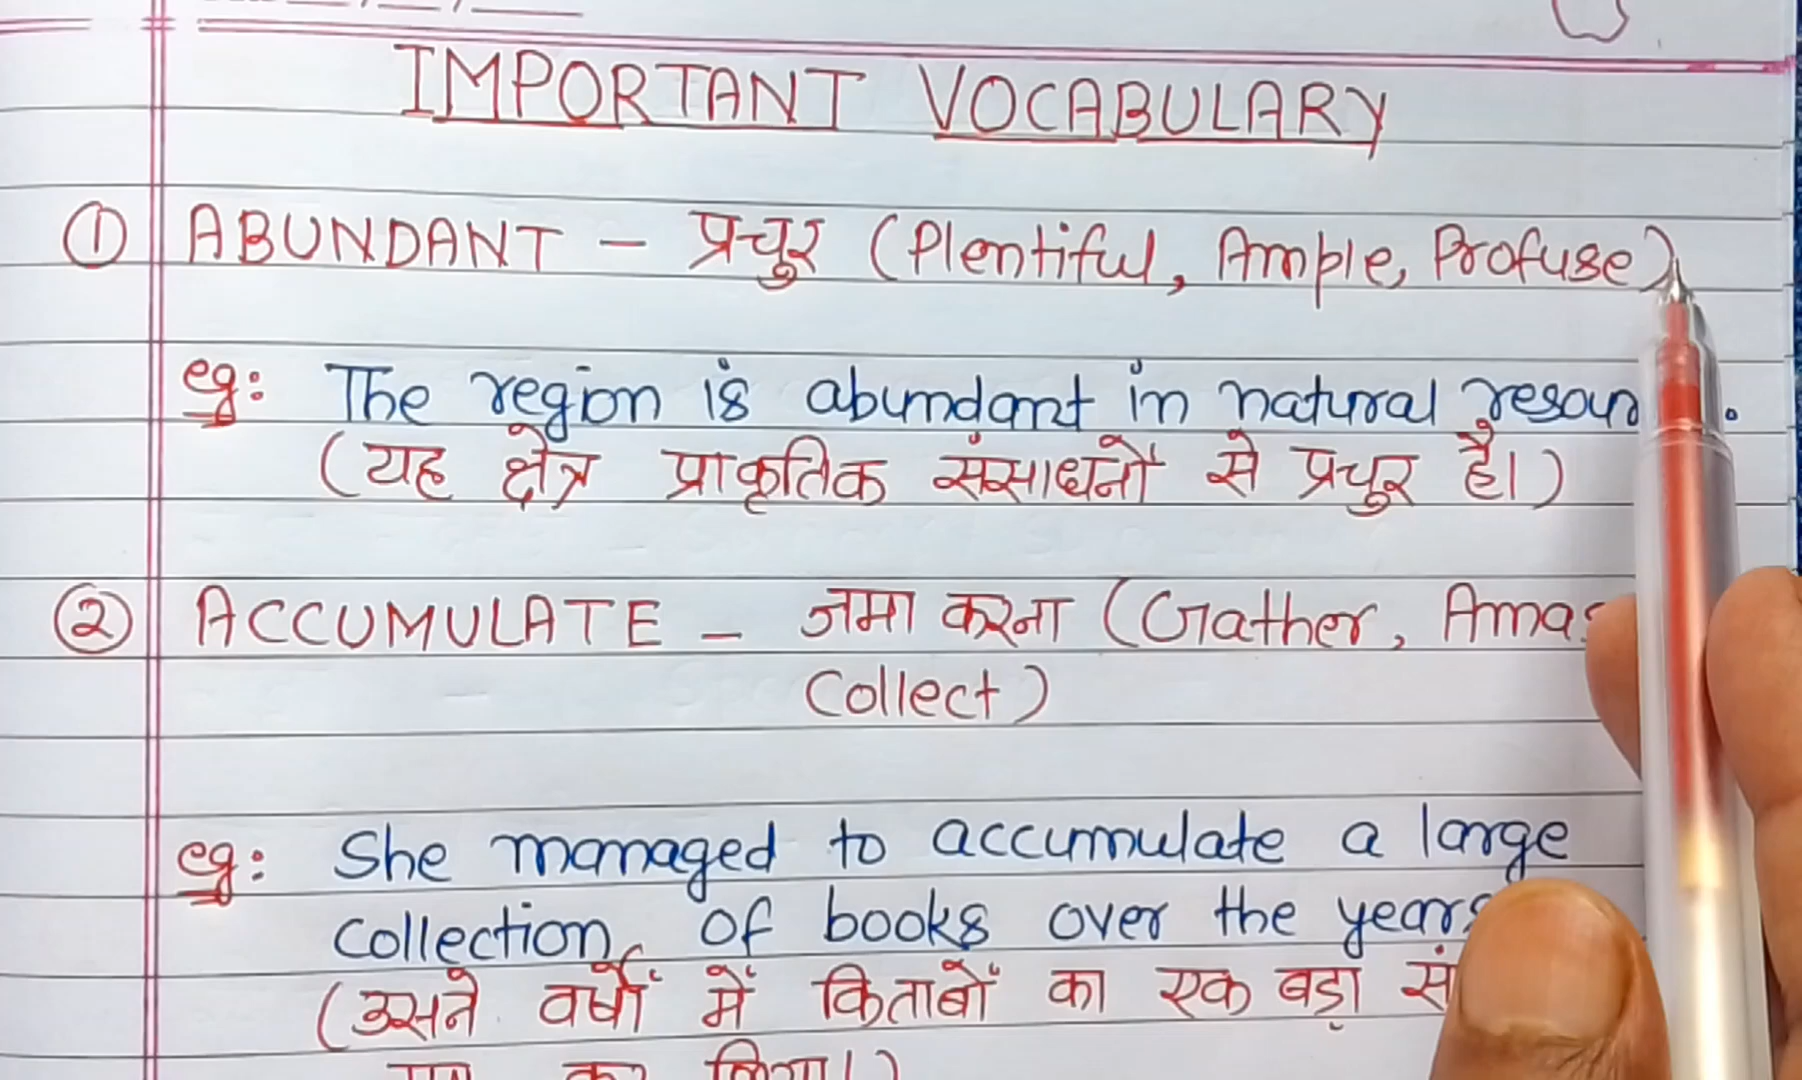 IMPORTANT VOCABULARY
① ABUNDANT - प्रचुर (Plentiful, Ample, Profuse)
eg: The region is abundant in natural
(यह क्षेत्र प्राकृतिक संसाधनों से प्रचुर है।)
② ACCUMULATE - जमा करना (Gather,
Collect)
eg: She managed to accumulate a large
collection of books over the years
(उसने वर्षों में किताबों का एक बड़ा